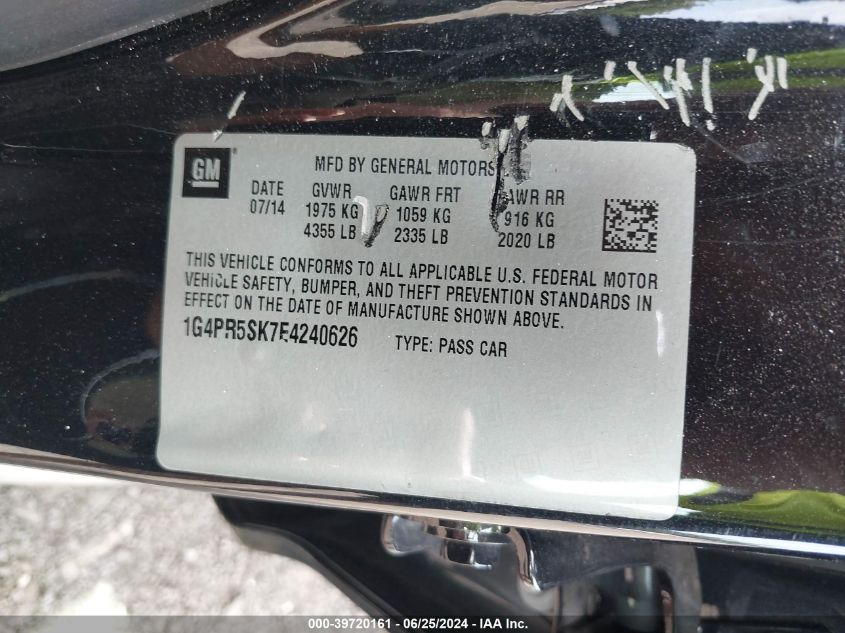 GM
MFD BY GENERAL MOTORS
DATE GVWR GAWR FRT GAWR RR
07/14 1975 KG 1059 KG 916 KG
4355 LB 2335 LB 2020 LB
THIS VEHICLE CONFORMS TO ALL APPLICABLE U.S. FEDERAL MOTOR
VEHICLE SAFETY, BUMPER, AND THEFT PREVENTION STANDARDS IN
EFFECT ON THE DATE OF MANUFACTURE SHOWN ABOVE.
1G4PR5SK7E4240626 TYPE: PASS CAR
000-39720161 - 06/25/2024 - IAA Inc.